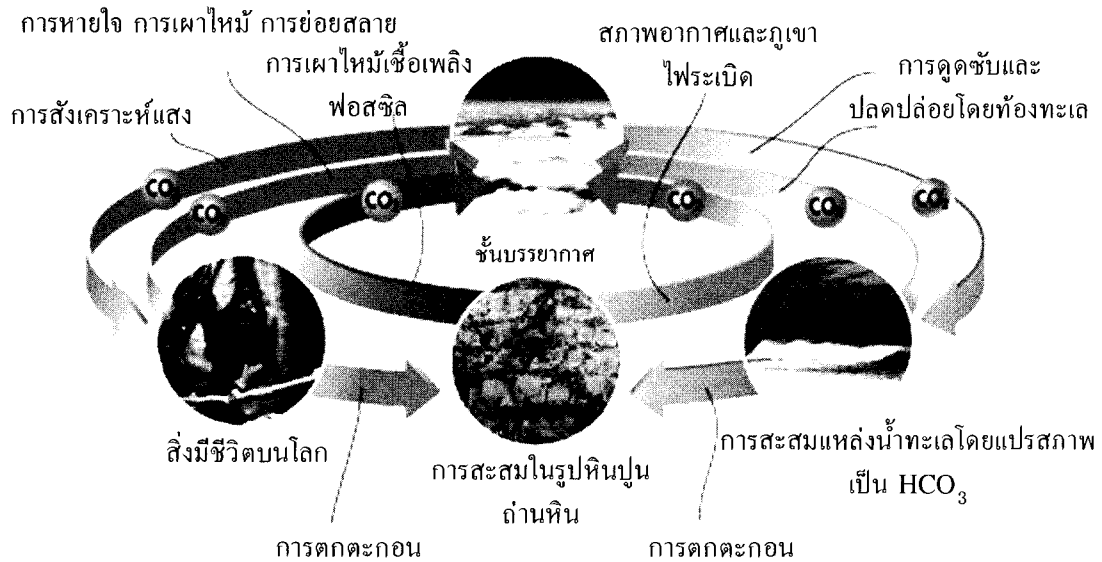 การหายใจ การเผาไหม้ การย่อยสลาย
การเผาไหม้เชื้อเพลิง
ฟอสซิล
การสังเคราะห์แสง
สภาพอากาศและภูเขา
ไฟระเบิด
การดูดซับและ
ปลดปล่อยโดยท้องทะเล
CO
CO
CO
CO
CO
CO₂
ชั้นบรรยากาศ
สิ่งมีชีวิตบนโลก
การสะสมในรูปหินปูน
ถ่านหิน
การสะสมแหล่งน้ำทะเลโดยแปรสภาพ
เป็น HCO₃
การตกตะกอน
การตกตะกอน